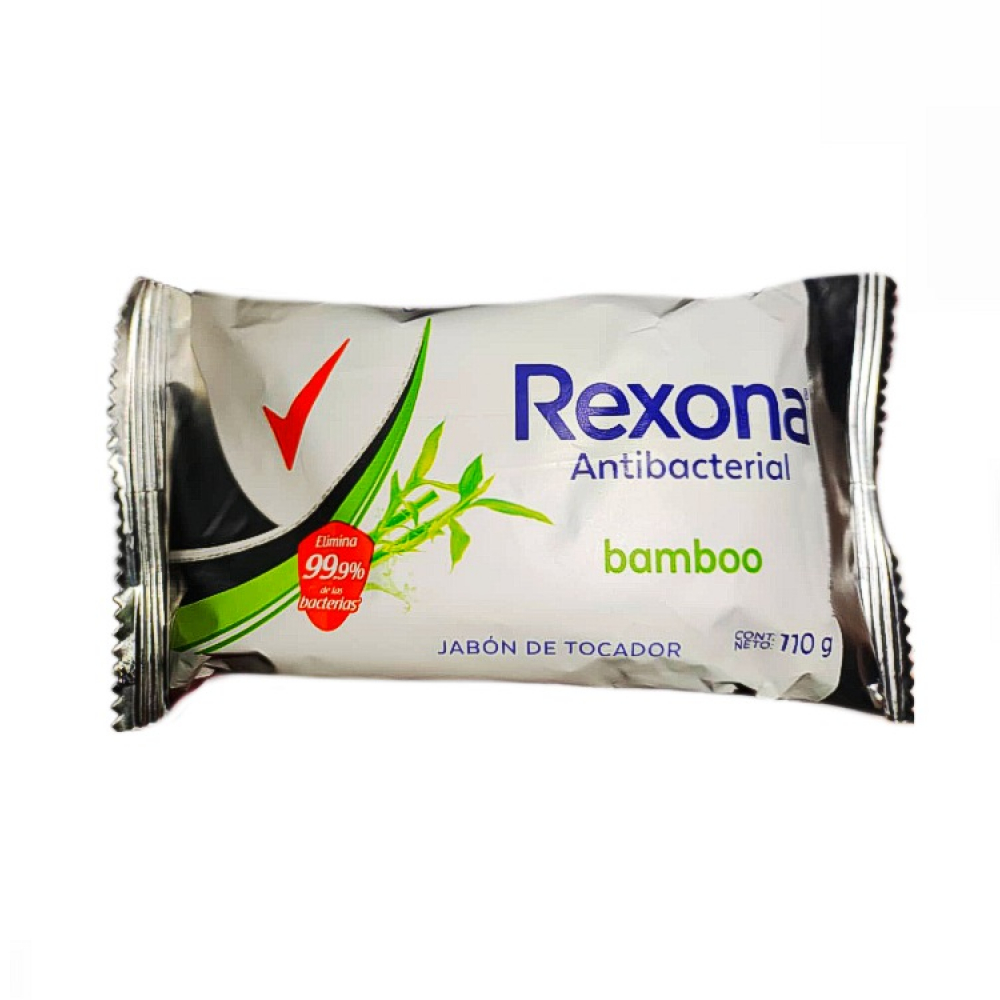 Rexona
Antibacterial
bamboo
Elimina
99.9%
de las
bacterias
JABÓN DE TOCADOR
CONT.
NETO: 110 g